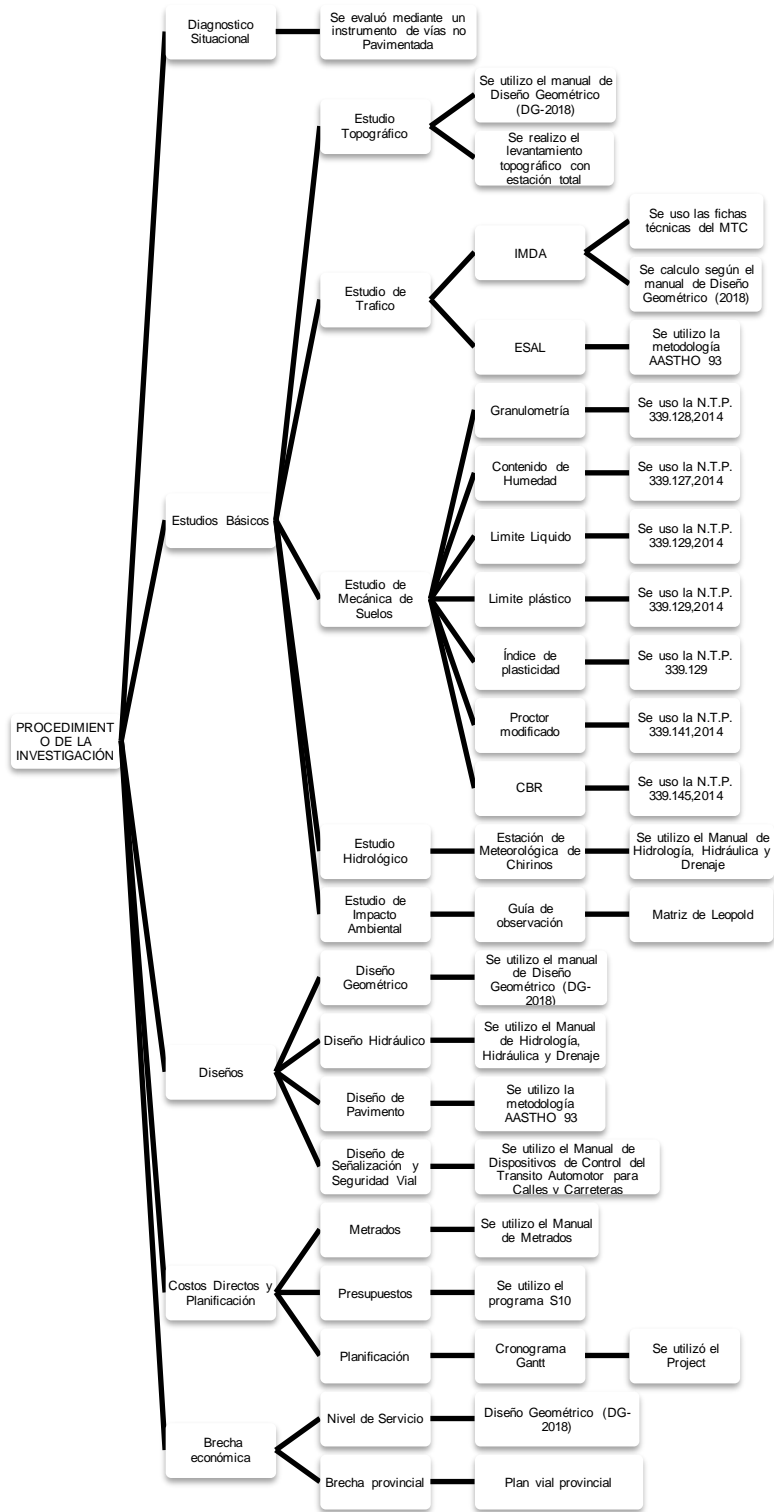 Diagnostico
Situacional
Se evaluó mediante un
instrumento de vías no
Pavimentada
Estudio
Topográfico
Se utilizo el manual de
Diseño Geométrico
(DG-2018)
Se realizo el
levantamiento
topográfico con
estación total
Estudio de
Trafico
IMDA
Se uso las fichas
técnicas del MTC
Se calculo según el
manual de Diseño
Geométrico (2018)
ESAL
Se utilizo la
metodología
AASTHO 93
Granulometría
Se uso la N.T.P.
339.128,2014
Contenido de
Humedad
Se uso la N.T.P.
339.127,2014
Estudios Básicos
Limite Liquido
Se uso la N.T.P.
339.129,2014
Estudio de
Mecánica de
Suelos
Limite plástico
Se uso la N.T.P.
339.129,2014
Índice de
plasticidad
Se uso la N.T.P.
339.129
PROCEDIMIENT
O DE LA
INVESTIGACIÓN
Proctor
modificado
Se uso la N.T.P.
339.141,2014
CBR
Se uso la N.T.P.
339.145,2014
Estudio
Hidrológico
Estación de
Meteorológica de
Chirinos
Se utilizo el Manual de
Hidrología, Hidráulica y
Drenaje
Estudio de
Impacto
Ambiental
Guía de
observación
Matriz de Leopold
Diseño
Geométrico
Se utilizo el manual
de Diseño
Geométrico (DG-
2018)
Diseño Hidráulico
Se utilizo el Manual
de Hidrología,
Hidráulica y Drenaje
Diseños
Diseño de
Pavimento
Se utilizo la
metodología
AASTHO 93
Diseño de
Señalización y
Seguridad Vial
Se utilizo el Manual de
Dispositivos de Control del
Transito Automotor para
Calles y Carreteras
Metrados
Se utilizo el Manual
de Metrados
Costos Directos y
Planificación
Presupuestos
Se utilizo el
programa S10
Planificación
Cronograma
Gantt
Se utilizó el
Project
Brecha
económica
Nivel de Servicio
Diseño Geométrico (DG-
2018)
Brecha provincial
Plan vial provincial